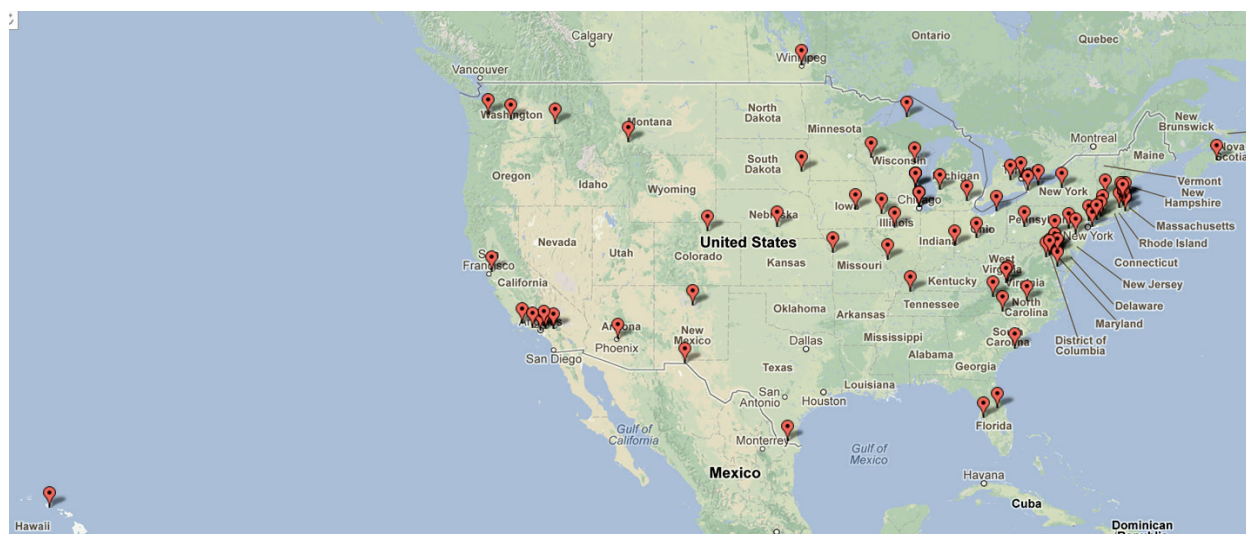 Calgary
Ontario
Quebec
Winnipeg
Vancouver
Washington
Montana
North
Dakota
Minnesota
Montreal
New
Brunswick
Maine
Nova
Scotia
Oregon
Idaho
South
Dakota
Wisconsin
Michigan
Vermont
New
Hampshire
Wyoming
New York
Massachusetts
Iowa
Chicago
Nebraska
Illinois
Rhode Island
Nevada
Utah
Colorado
United States
Indiana
Ohio
New York
Connecticut
San
Francisco
California
Kansas
Missouri
West
Virginia
Virginia
Kentucky
New Jersey
Delaware
Maryland
Oklahoma
Tennessee
North
Carolina
Arkansas
Arizona
New
Mexico
Phoenix
San Diego
Dallas
Mississippi
South
Carolina
District of
Columbia
Alabama
Georgia
Texas
Louisiana
San
Antonio
Houston
Florida
Gulf of
California
Monterrey
Gulf of
Mexico
Mexico
Havana
Cuba
Hawaii
Dominican